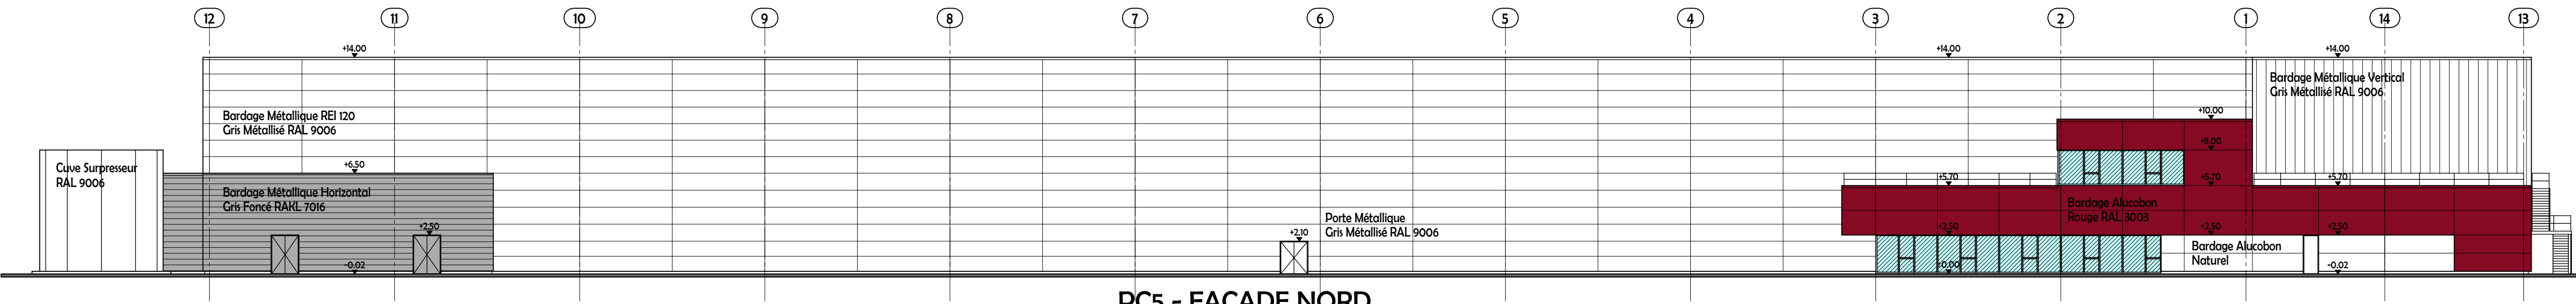 12 11 10 9 8 7 6 5 4 3 2 1 14 13
+14.00 +14.00 +14.00
Bardage Métallique Vertical
Gris Métallisé RAL 9006
Bardage Métallique REI 120
Gris Métallisé RAL 9006
+10.00
+8.00
Cuve Surpresseur
RAL 9006
+6.50
+5.70 +5.70 +5.70
Bardage Métallique Horizontal
Gris Foncé RAKL 7016
Bardage Alucobon
Rouge RAL 3003
Porte Métallique
Gris Métallisé RAL 9006
+2.50 +2.10 +2.50 +2.50 +2.50
Bardage Alucobon
Naturel
-0.02 ±0.00 -0.02
PC5 - FACADE NORD